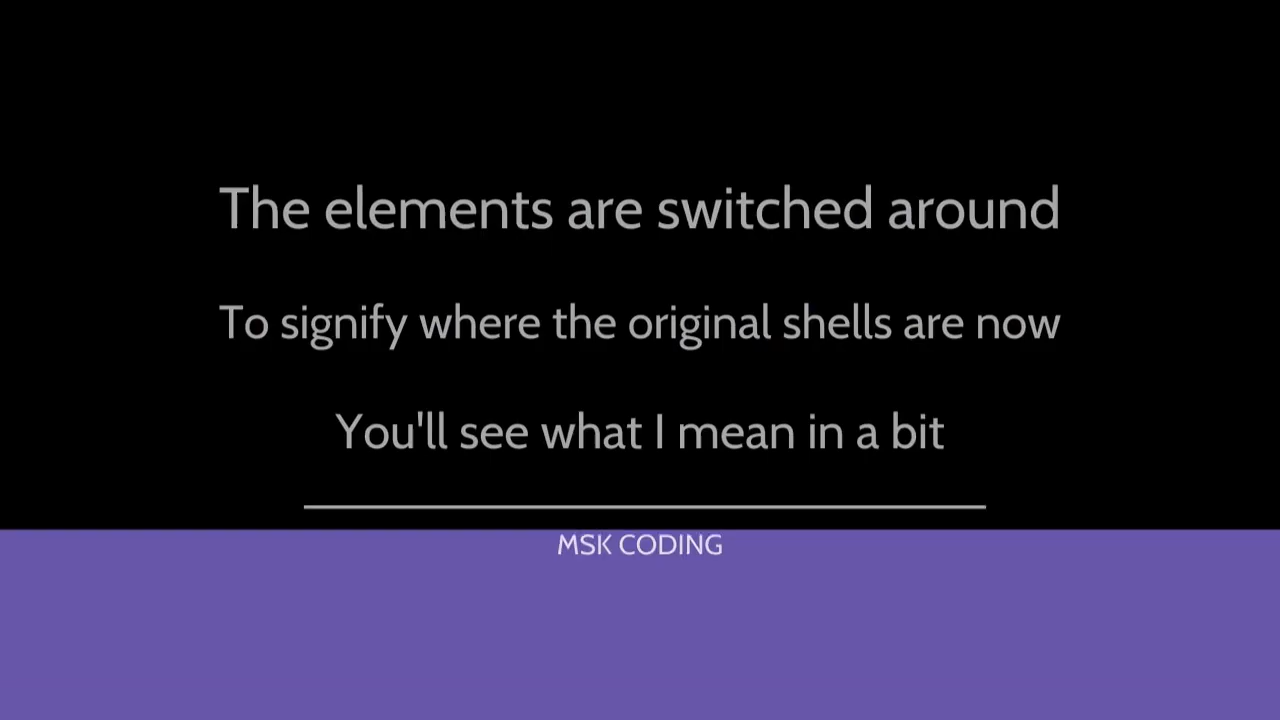 The elements are switched around
To signify where the original shells are now
You'll see what I mean in a bit
MSK CODING